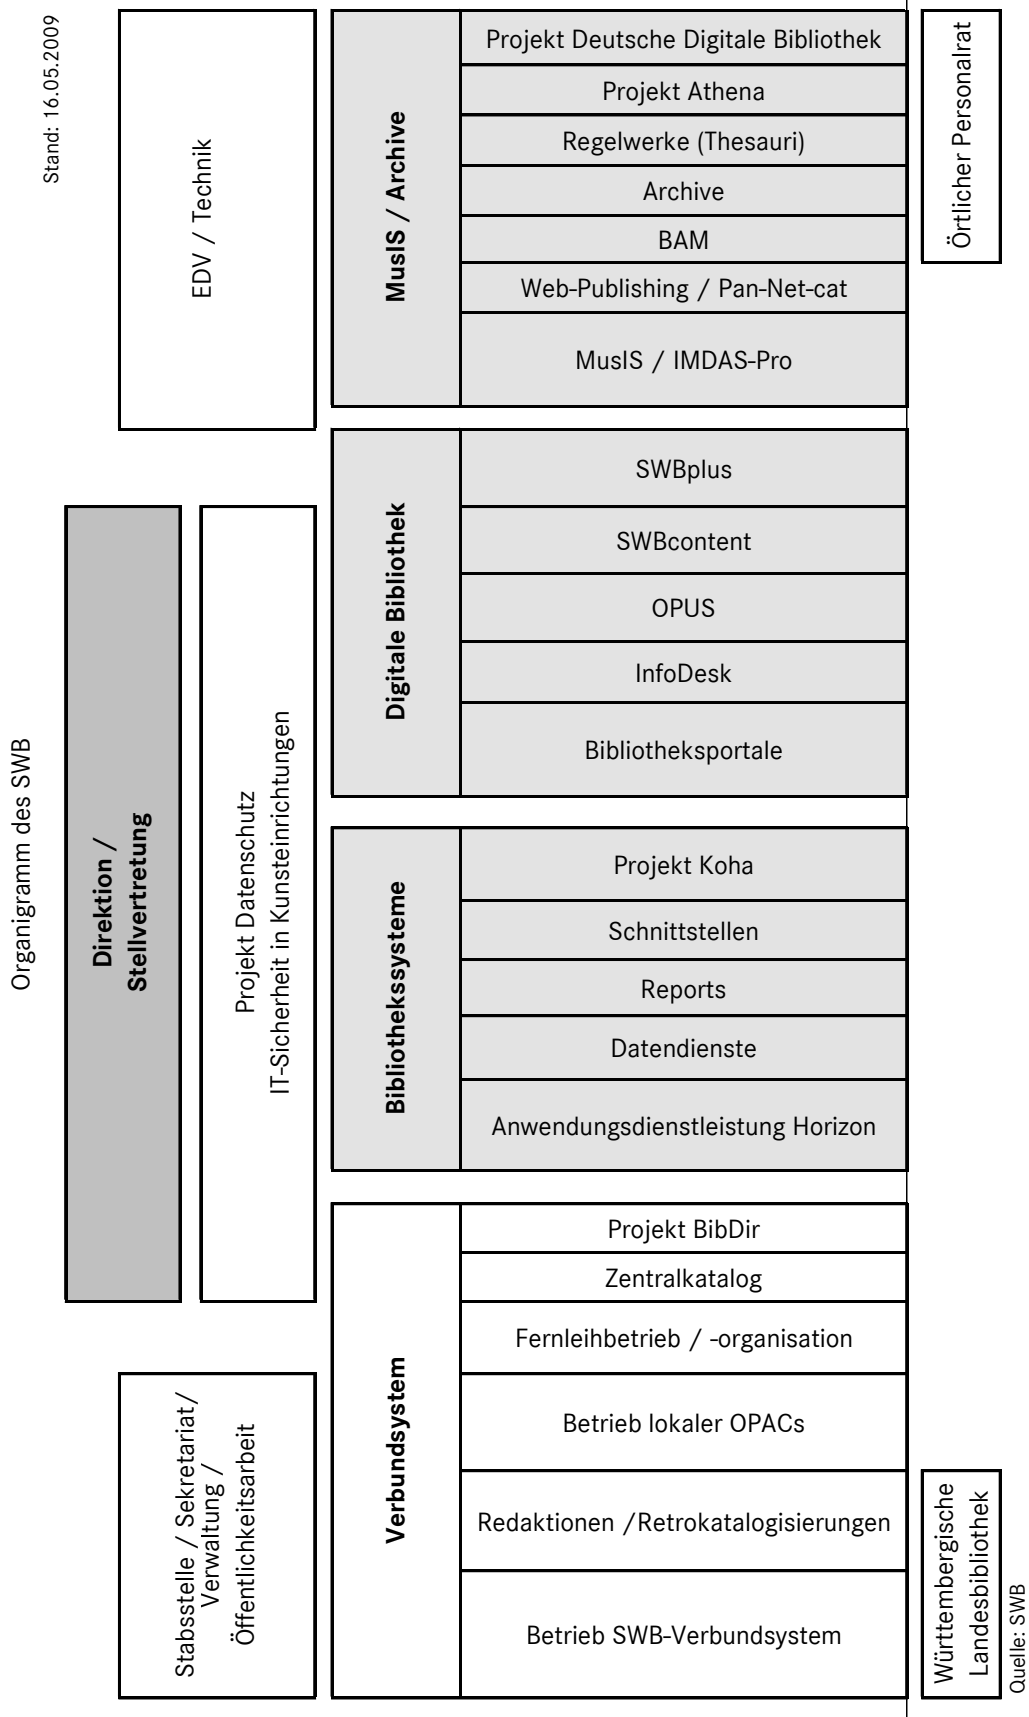 Organigramm des SWB
Stand: 16.05.2009
Direktion /
Stellvertretung
Stabsstelle / Sekretariat /
Verwaltung /
Öffentlichkeitsarbeit
Projekt Datenschutz
IT-Sicherheit in Kunsteinrichtungen
EDV / Technik
Verbundsystem
Betrieb SWB-Verbundsystem
Redaktionen /Retrokatalogisierungen
Betrieb lokaler OPACs
Fernleihbetrieb / -organisation
Zentralkatalog
Projekt BibDir
Bibliothekssysteme
Anwendungsdienstleistung Horizon
Datendienste
Reports
Schnittstellen
Projekt Koha
Digitale Bibliothek
Bibliotheksportale
InfoDesk
OPUS
SWBcontent
SWBplus
MusIS / Archive
MusIS / IMDAS-Pro
Web-Publishing / Pan-Net-cat
BAM
Archive
Regelwerke (Thesauri)
Projekt Athena
Projekt Deutsche Digitale Bibliothek
Württembergische
Landesbibliothek
Örtlicher Personalrat
Quelle: SWB